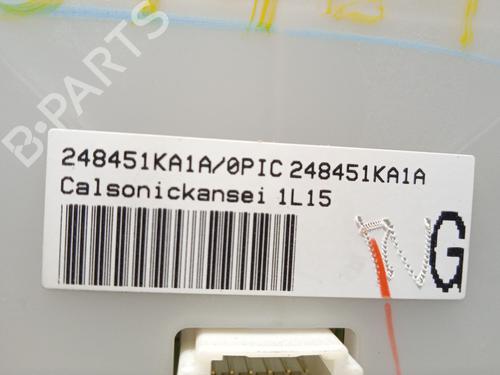 B-PARTS
248451KA1A/0PIC 248451KA1A
Calsonickansei 1L15
G